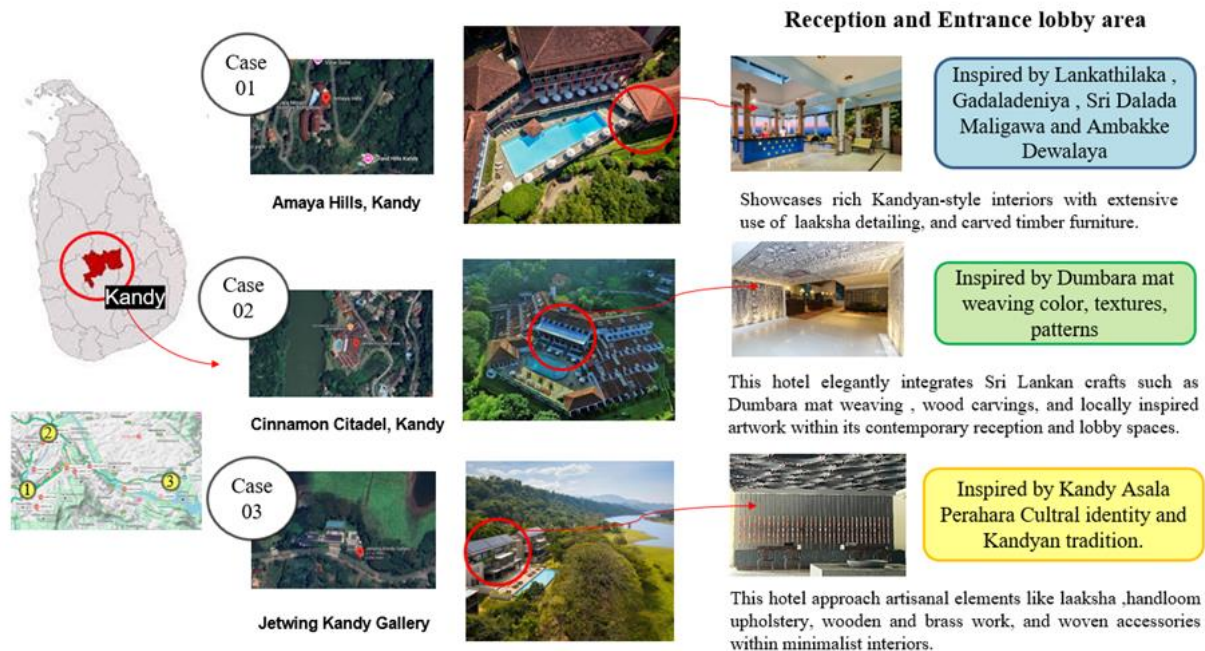 Reception and Entrance lobby area
Case
01
Amaya Hills
Amaya Hills, Kandy
Inspired by Lankathilaka ,
Gadaladeniya , Sri Dalada
Maligawa and Ambakke
Dewalaya
Showcases rich Kandyan-style interiors with extensive
use of laaksha detailing, and carved timber furniture.
Kandy
Case
02
Cinnamon Citadel, Kandy
Inspired by Dumbara mat
weaving color, textures,
patterns
This hotel elegantly integrates Sri Lankan crafts such as
Dumbara mat weaving , wood carvings, and locally inspired
artwork within its contemporary reception and lobby spaces.
2
1
3
Case
03
Jetwing Kandy Gallery
Inspired by Kandy Asala
Perahara Cultral identity and
Kandyan tradition.
This hotel approach artisanal elements like laaksha ,handloom
upholstery, wooden and brass work, and woven accessories
within minimalist interiors.